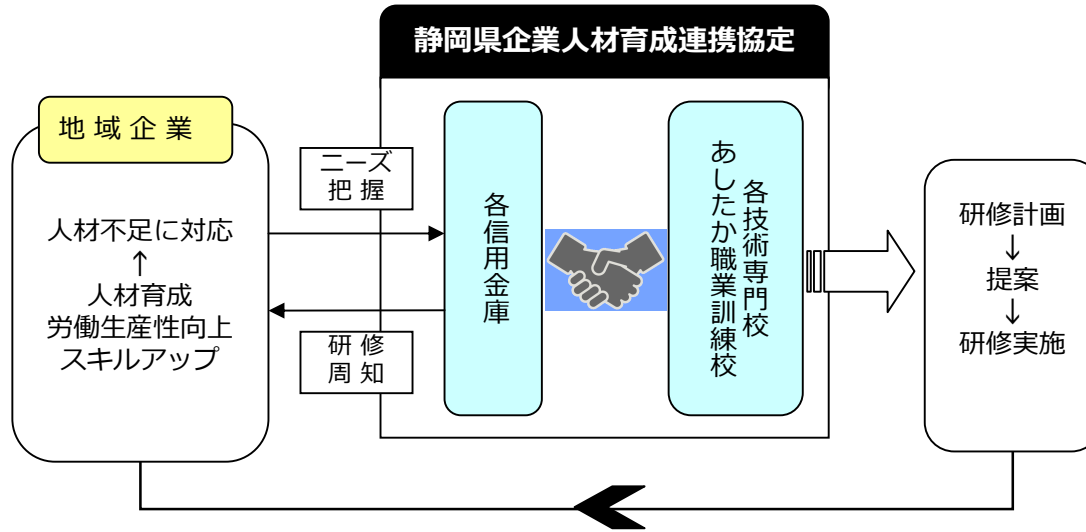 静岡県企業人材育成連携協定
地域企業
人材不足に対応
↑
人材育成
労働生産性向上
スキルアップ
ニーズ
把握
研修
周知
各信用金庫
各技術専門校
あしたか職業訓練校
研修計画
↓
提案
↓
研修実施